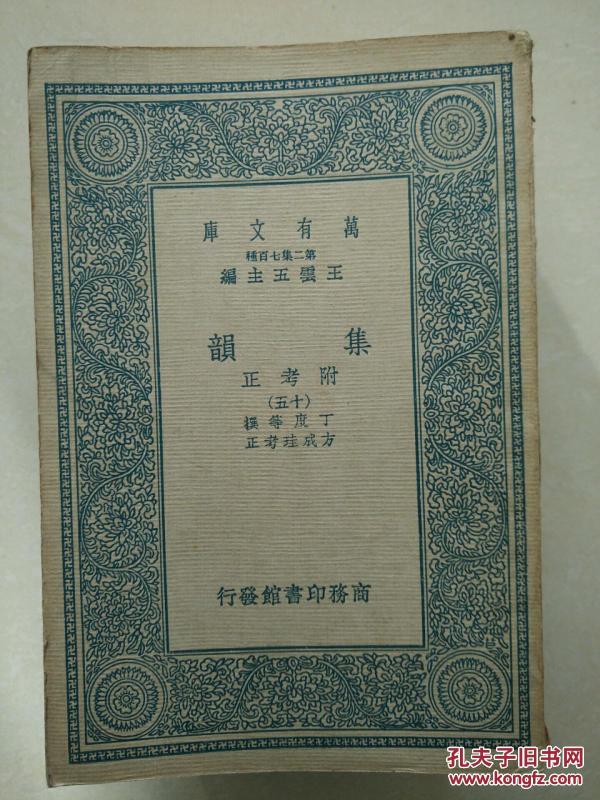 萬有文庫
第二集七百種
王雲五主編
集韻
附考正
（十五）
丁度等撰
方成珪考正
商務印書館發行
孔夫子旧书网
www.kongfz.com